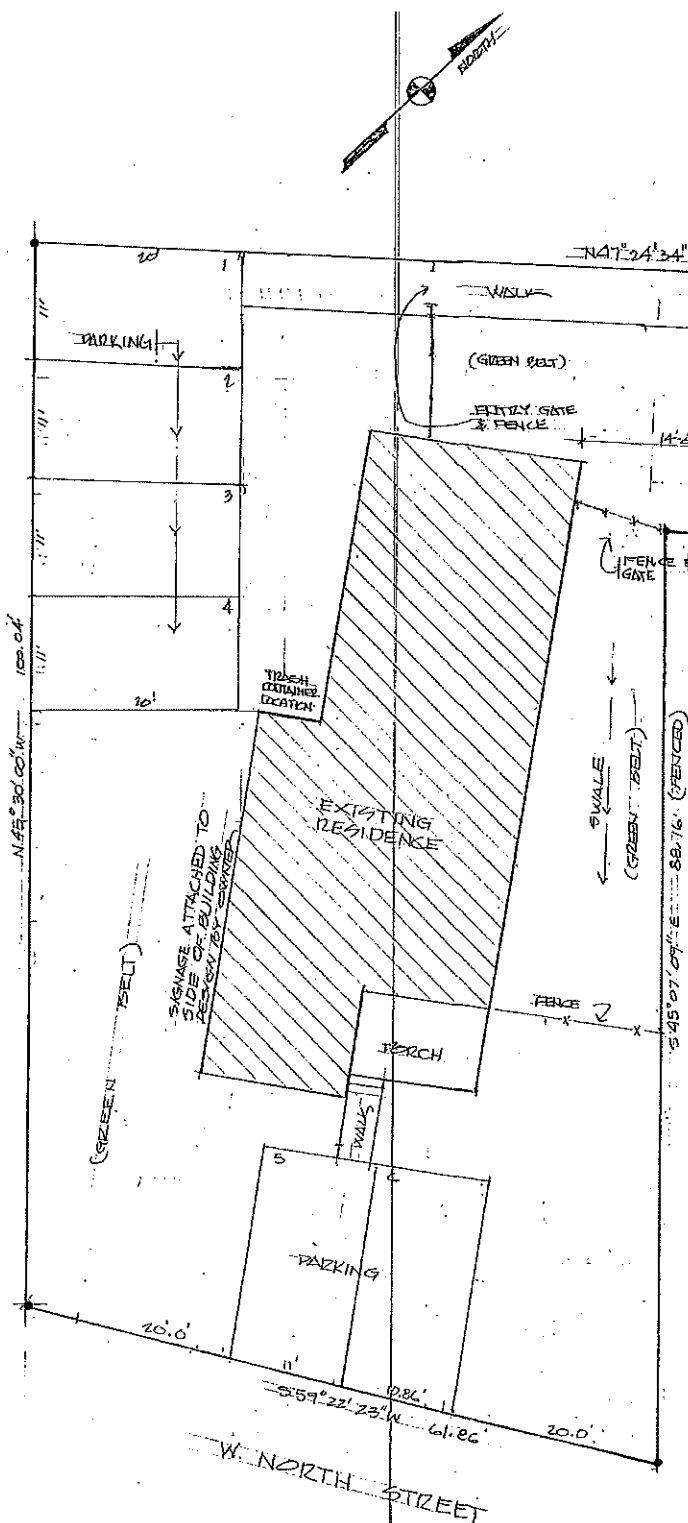 NORTH
N47°24'34"
20'
1
WALK
11'
PARKING
2
(GREEN BELT)
ENTRY GATE
& FENCE
11'
3
FENCE &
GATE
11'
4
11'
20'
TRASH
CONTAINER
LOCATION
N.45°30'00"W 100.04'
SWALE
(GREEN BELT)
S45°07'09"E 88.76' (FENCED)
EXISTING
RESIDENCE
SIGNAGE ATTACHED TO
SIDE OF BUILDING
DESIGN BY OWNER
(GREEN BELT)
FENCE
PORCH
WALK
5
6
PARKING
20.0'
11'
10.86'
S59°22'23"W 61.86'
20.0'
W. NORTH STREET